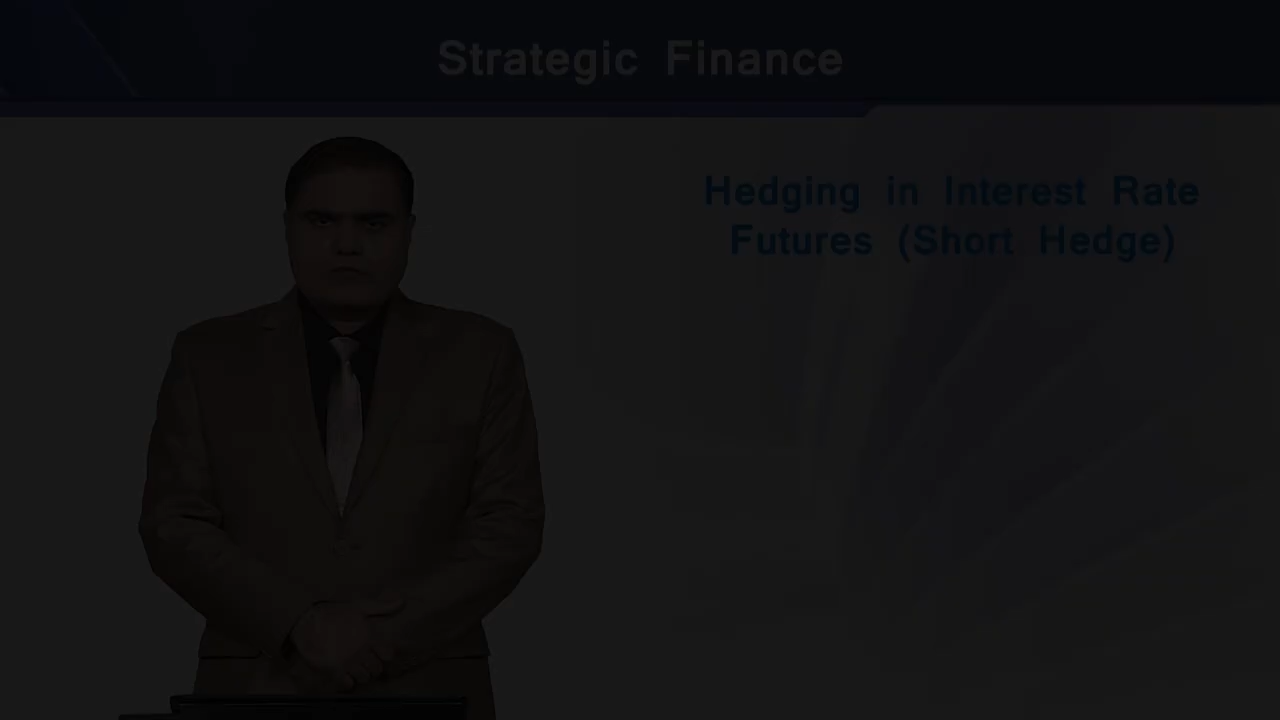 Strategic Finance
Hedging in Interest Rate
Futures (Short Hedge)